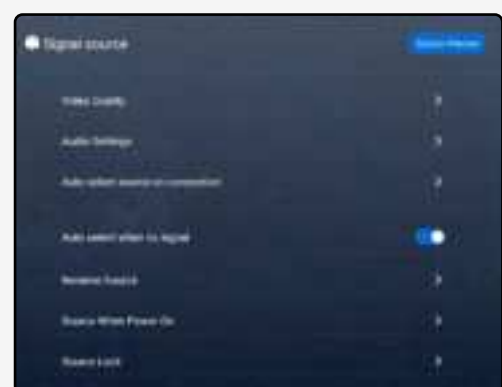 Signal source
Video Quality
Audio Settings
Auto select source on connection
Auto select when no signal
Rename Source
Source When Power On
Source Lock